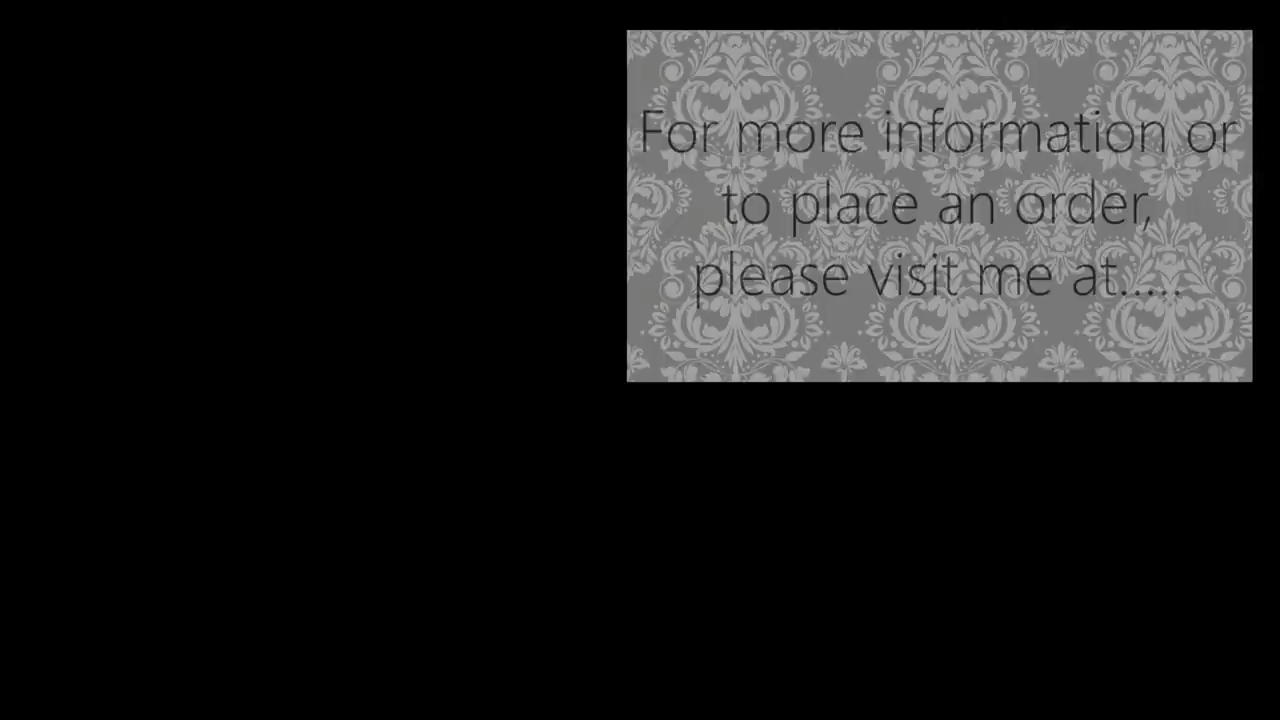 For more information or
to place an order,
please visit me at.....